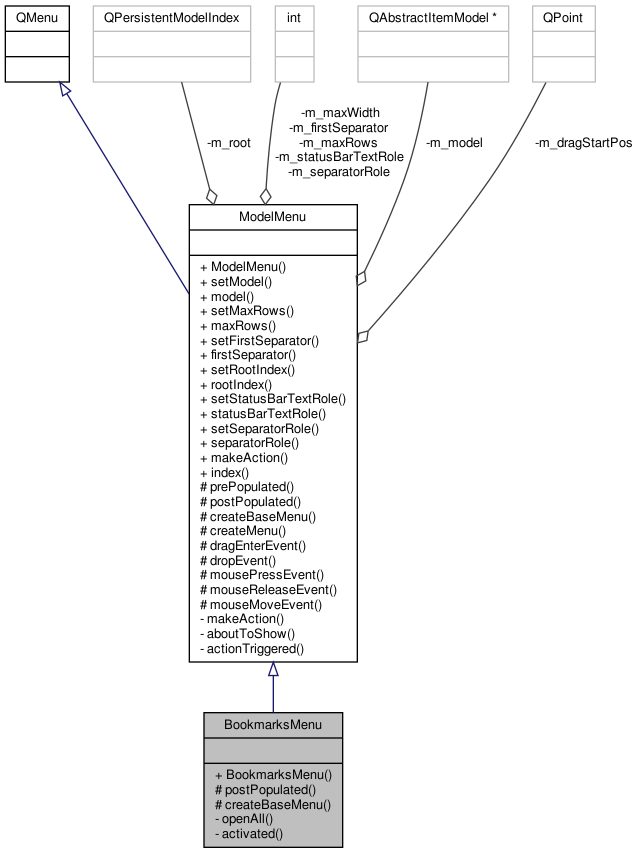 QMenu
QPersistentModelIndex
int
QAbstractItemModel *
QPoint
-m_root
-m_maxWidth
-m_firstSeparator
-m_maxRows
-m_statusBarTextRole
-m_separatorRole
-m_model
-m_dragStartPos
ModelMenu
+ ModelMenu()
+ setModel()
+ model()
+ setMaxRows()
+ maxRows()
+ setFirstSeparator()
+ firstSeparator()
+ setRootIndex()
+ rootIndex()
+ setStatusBarTextRole()
+ statusBarTextRole()
+ setSeparatorRole()
+ separatorRole()
+ makeAction()
+ index()
# prePopulated()
# postPopulated()
# createBaseMenu()
# createMenu()
# dragEnterEvent()
# dropEvent()
# mousePressEvent()
# mouseReleaseEvent()
# mouseMoveEvent()
- makeAction()
- aboutToShow()
- actionTriggered()
BookmarksMenu
+ BookmarksMenu()
# postPopulated()
# createBaseMenu()
- openAll()
- activated()